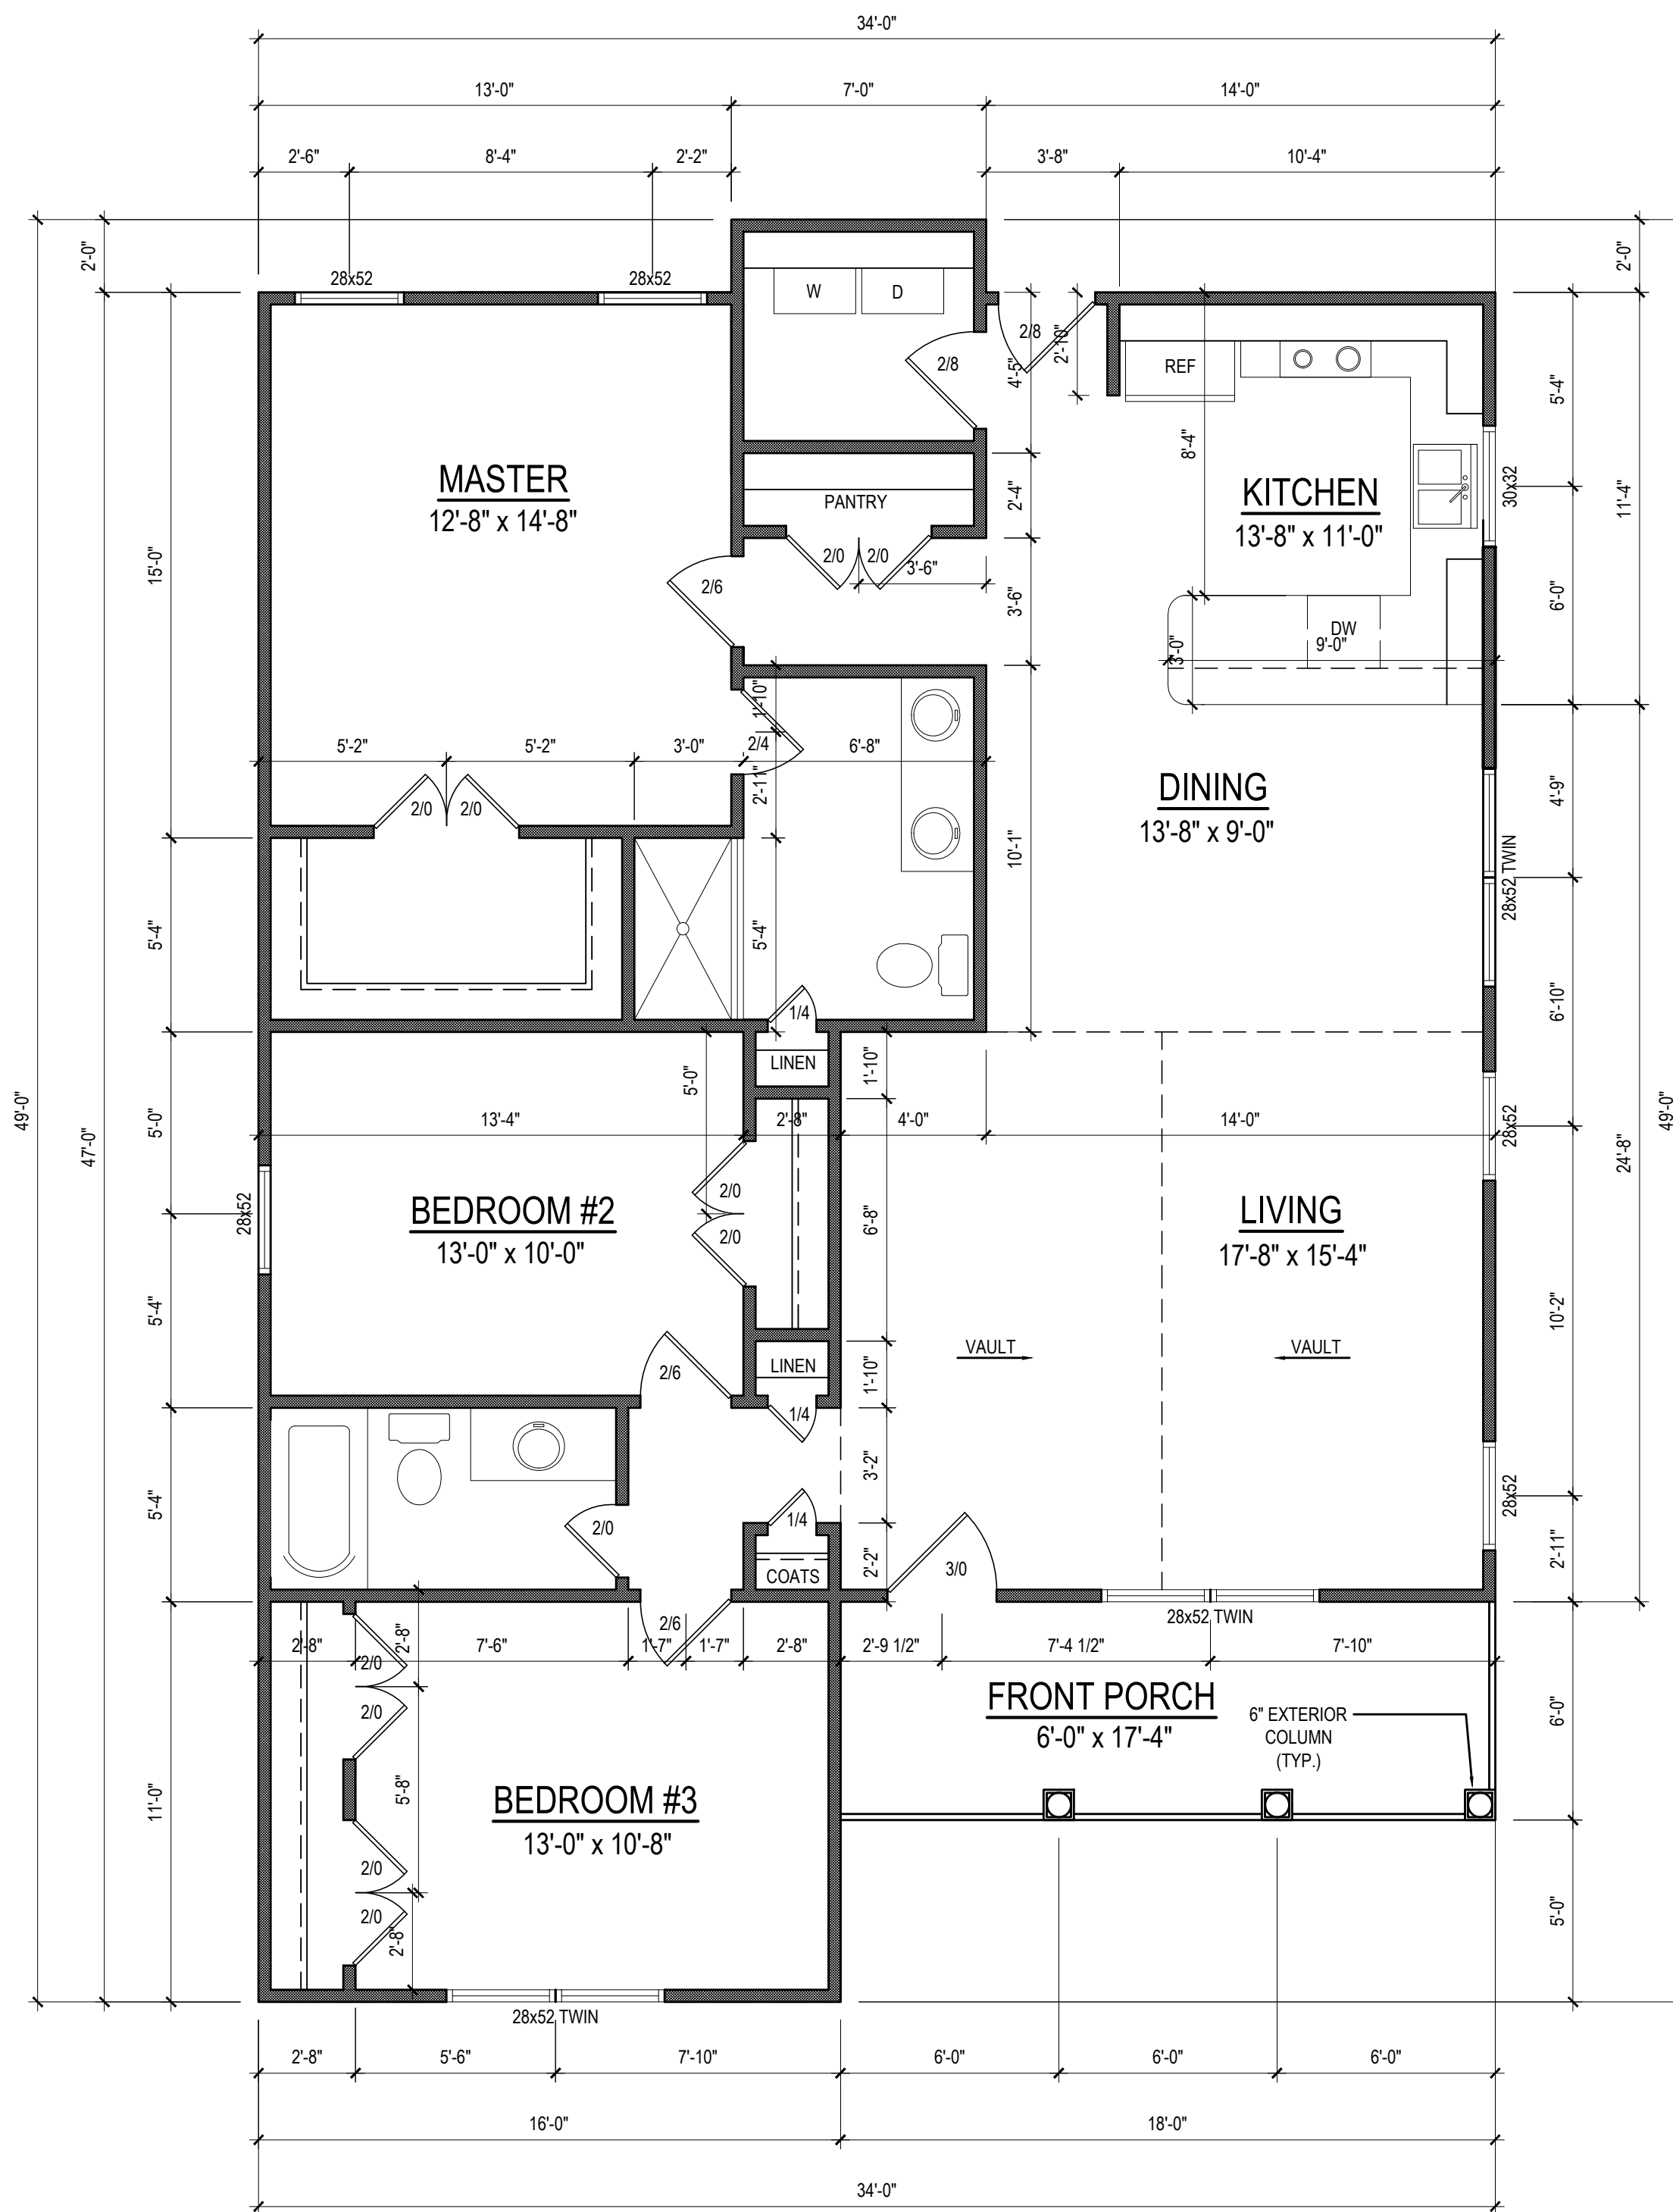 34'-0"
13'-0" 7'-0" 14'-0"
2'-6" 8'-4" 2'-2" 3'-8" 10'-4"
2'-0" 2'-0"
28x52 28x52
W D
2/8 2'-10"
2/8 4'-5" REF 5'-4"
8'-4"
MASTER KITCHEN
12'-8" x 14'-8" 13'-8" x 11'-0"
PANTRY 2'-4" 30x32 11'-4"
15'-0" 2/0 2/0 3'-6"
2/6 3'-6" 6'-0"
DW
9'-0"
3'-0"
1'-10"
5'-2" 5'-2" 3'-0" 2/4 6'-8"
2'-11" DINING 4'-9"
2/0 2/0 13'-8" x 9'-0"
10'-1" 28x52 TWIN
5'-4" 5'-4"
6'-10"
1/4
LINEN 1'-10"
5'-0"
49'-0" 47'-0" 5'-0" 13'-4" 2'-8" 4'-0" 14'-0" 28x52 24'-8" 49'-0"
2/0
28x52 BEDROOM #2 6'-8" LIVING
2/0
13'-0" x 10'-0" 17'-8" x 15'-4"
5'-4" 10'-2"
VAULT VAULT
2/6 LINEN 1'-10"
1/4
3'-2"
5'-4" 28x52
2/0 1/4
2'-11"
COATS 2'-2" 3/0
28x52 TWIN
2/6
2'-8" 7'-6" 2'-8" 1'-7" 1'-7" 2'-8" 2'-9 1/2" 7'-4 1/2" 7'-10"
2/0
2/0 FRONT PORCH 6" EXTERIOR
6'-0" x 17'-4" COLUMN
(TYP.)
6'-0"
11'-0" 5'-8" BEDROOM #3
13'-0" x 10'-8"
2/0
2/0
2'-8" 5'-0"
28x52 TWIN
2'-8" 5'-6" 7'-10" 6'-0" 6'-0" 6'-0"
16'-0" 18'-0"
34'-0"